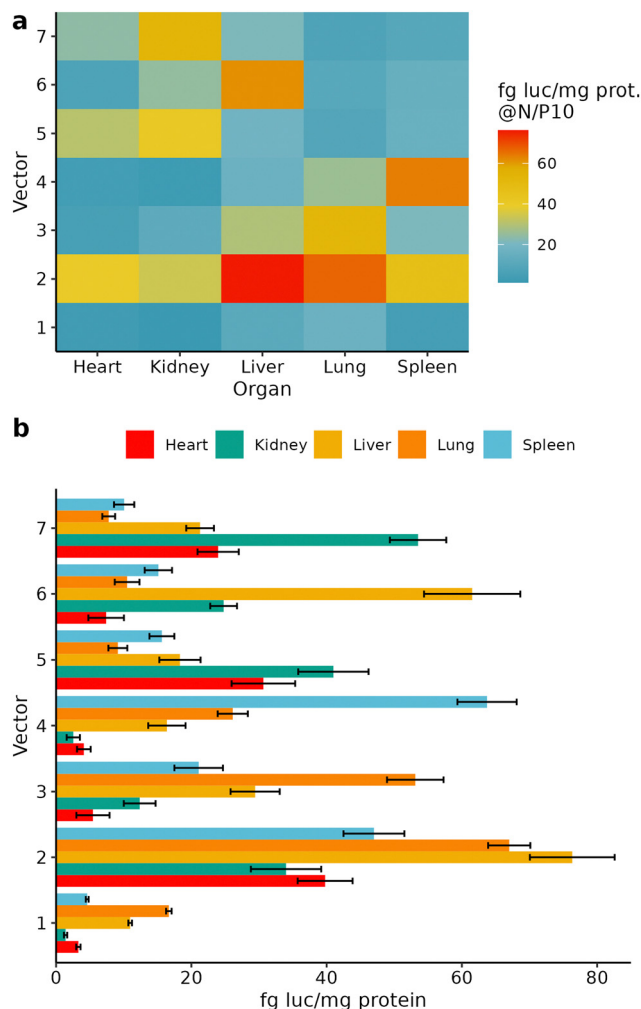 a
7
6
5
4
3
2
1
Vector
Heart Kidney Liver Lung Spleen
Organ
fg luc/mg prot.
@N/P10
60
40
20
b
Heart Kidney Liver Lung Spleen
7
6
5
4
3
2
1
Vector
0 20 40 60 80
fg luc/mg protein